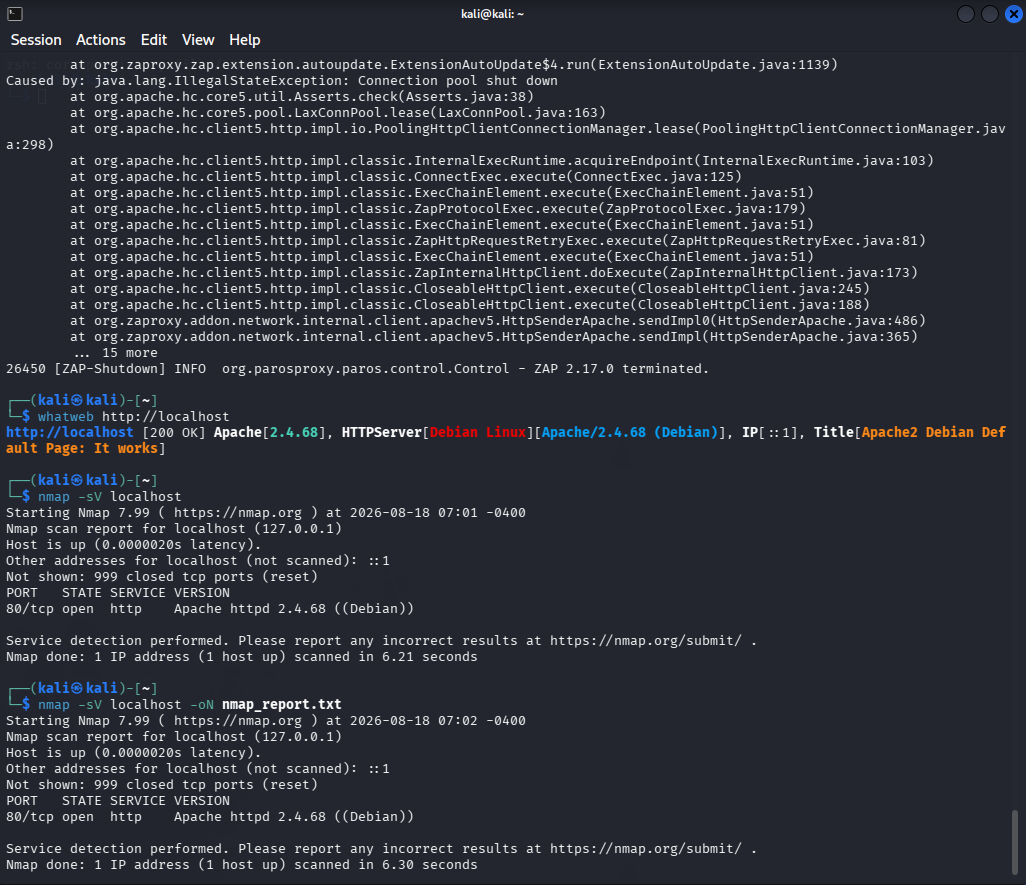 kali@kali: ~
Session Actions Edit View Help
at org.zaproxy.zap.extension.autoupdate.ExtensionAutoUpdate$4.run(ExtensionAutoUpdate.java:1139)
Caused by: java.lang.IllegalStateException: Connection pool shut down
at org.apache.hc.core5.util.Asserts.check(Asserts.java:38)
at org.apache.hc.core5.pool.LaxConnPool.lease(LaxConnPool.java:163)
at org.apache.hc.client5.http.impl.io.PoolingHttpClientConnectionManager.lease(PoolingHttpClientConnectionManager.jav
a:298)
at org.apache.hc.client5.http.impl.classic.InternalExecRuntime.acquireEndpoint(InternalExecRuntime.java:103)
at org.apache.hc.client5.http.impl.classic.ConnectExec.execute(ConnectExec.java:125)
at org.apache.hc.client5.http.impl.classic.ExecChainElement.execute(ExecChainElement.java:51)
at org.apache.hc.client5.http.impl.classic.ZapProtocolExec.execute(ZapProtocolExec.java:179)
at org.apache.hc.client5.http.impl.classic.ExecChainElement.execute(ExecChainElement.java:51)
at org.apache.hc.client5.http.impl.classic.ZapHttpRequestRetryExec.execute(ZapHttpRequestRetryExec.java:81)
at org.apache.hc.client5.http.impl.classic.ExecChainElement.execute(ExecChainElement.java:51)
at org.apache.hc.client5.http.impl.classic.ZapInternalHttpClient.doExecute(ZapInternalHttpClient.java:173)
at org.apache.hc.client5.http.impl.classic.CloseableHttpClient.execute(CloseableHttpClient.java:245)
at org.apache.hc.client5.http.impl.classic.CloseableHttpClient.execute(CloseableHttpClient.java:188)
at org.zaproxy.addon.network.internal.client.apachev5.HttpSenderApache.sendImpl0(HttpSenderApache.java:486)
at org.zaproxy.addon.network.internal.client.apachev5.HttpSenderApache.sendImpl(HttpSenderApache.java:365)
... 15 more
26450 [ZAP-Shutdown] INFO  org.parosproxy.paros.control.Control - ZAP 2.17.0 terminated.
┌──(kali㉿kali)-[~]
└─$ whatweb http://localhost
http://localhost [200 OK] Apache[2.4.68], HTTPServer[Debian Linux][Apache/2.4.68 (Debian)], IP[::1], Title[Apache2 Debian Def
ault Page: It works]
┌──(kali㉿kali)-[~]
└─$ nmap -sV localhost
Starting Nmap 7.99 ( https://nmap.org ) at 2026-08-18 07:01 -0400
Nmap scan report for localhost (127.0.0.1)
Host is up (0.0000020s latency).
Other addresses for localhost (not scanned): ::1
Not shown: 999 closed tcp ports (reset)
PORT   STATE SERVICE VERSION
80/tcp open  http    Apache httpd 2.4.68 ((Debian))
Service detection performed. Please report any incorrect results at https://nmap.org/submit/ .
Nmap done: 1 IP address (1 host up) scanned in 6.21 seconds
┌──(kali㉿kali)-[~]
└─$ nmap -sV localhost -oN nmap_report.txt
Starting Nmap 7.99 ( https://nmap.org ) at 2026-08-18 07:02 -0400
Nmap scan report for localhost (127.0.0.1)
Host is up (0.0000020s latency).
Other addresses for localhost (not scanned): ::1
Not shown: 999 closed tcp ports (reset)
PORT   STATE SERVICE VERSION
80/tcp open  http    Apache httpd 2.4.68 ((Debian))
Service detection performed. Please report any incorrect results at https://nmap.org/submit/ .
Nmap done: 1 IP address (1 host up) scanned in 6.30 seconds